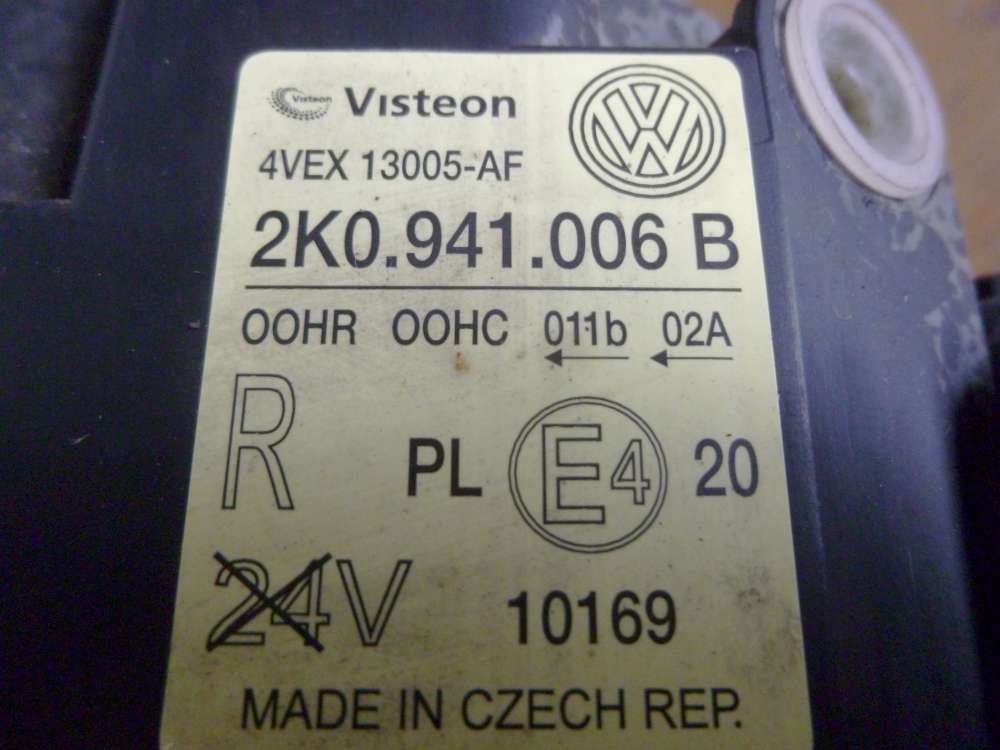 Visteon Visteon
4VEX 13005-AF
2K0.941.006 B
OOHR OOHC 011b 02A
R PL E4 20
24V 10169
MADE IN CZECH REP.